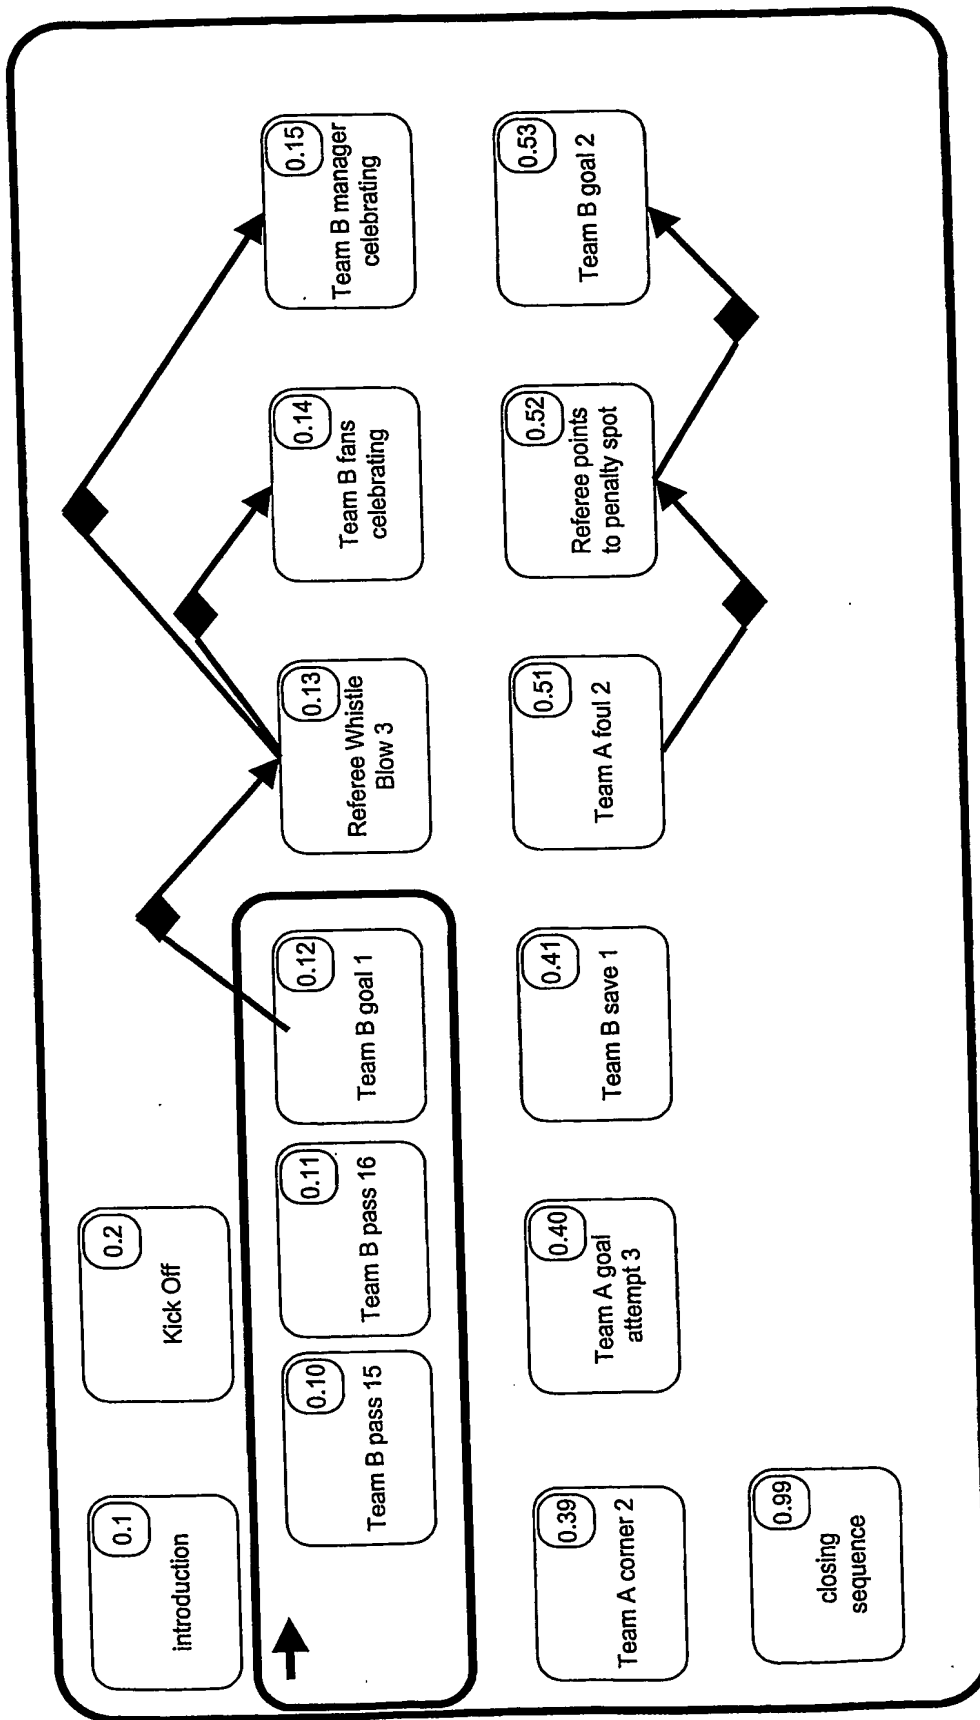 0.1
introduction
0.2
Kick Off
0.10
Team B pass 15
0.11
Team B pass 16
0.12
Team B goal 1
0.13
Referee Whistle
Blow 3
0.14
Team B fans
celebrating
0.15
Team B manager
celebrating
0.39
Team A corner 2
0.40
Team A goal
attempt 3
0.41
Team B save 1
0.51
Team A foul 2
0.52
Referee points
to penalty spot
0.53
Team B goal 2
0.99
closing
sequence